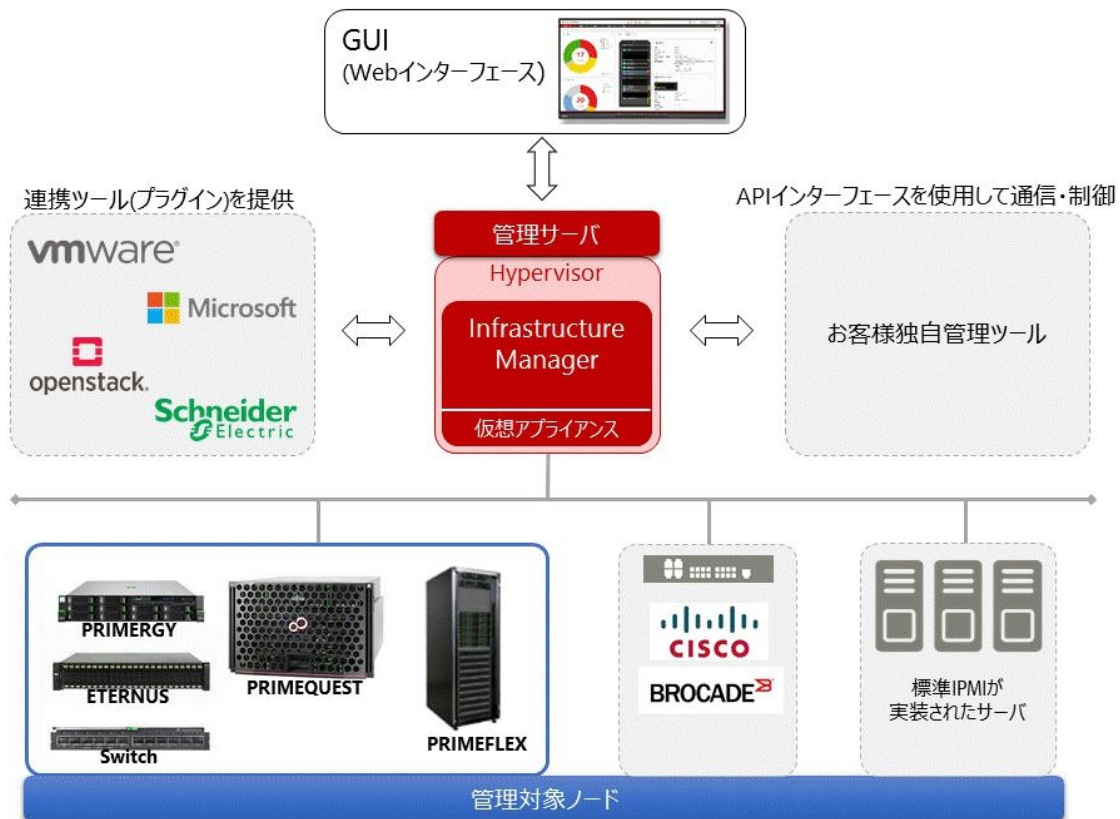 GUI
(Webインターフェース)
連携ツール(プラグイン)を提供
APIインターフェースを使用して通信・制御
vmware®
Microsoft
openstack.
Schneider
Electric
管理サーバ
Hypervisor
Infrastructure
Manager
仮想アプライアンス
お客様独自管理ツール
PRIMERGY
ETERNUS
Switch
PRIMEQUEST
PRIMEFLEX
CISCO
BROCADE
標準IPMIが
実装されたサーバ
管理対象ノード